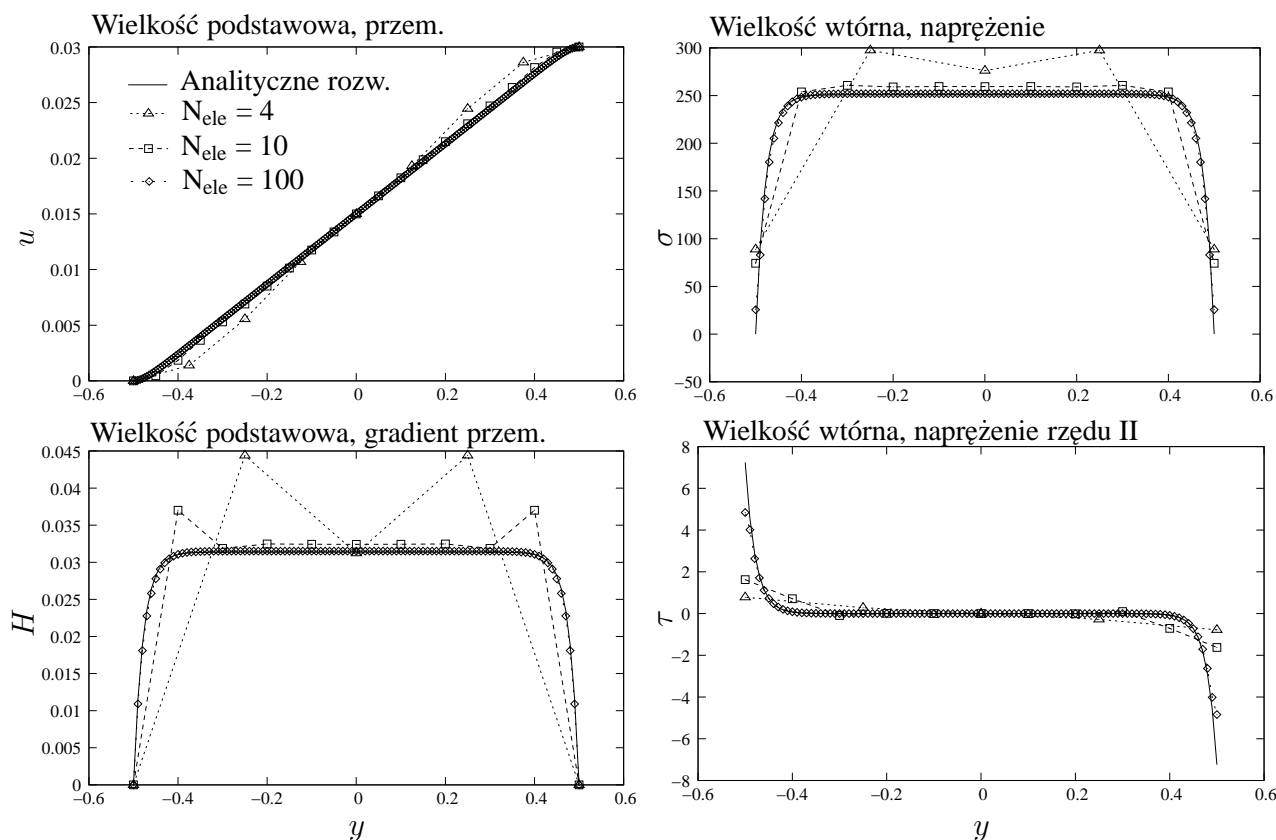 Wielkość podstawowa, przem.
0.03
0.025
0.02
0.015
0.01
0.005
0
u
Analityczne rozw.
N_ele = 4
N_ele = 10
N_ele = 100
−0.6 −0.4 −0.2 0 0.2 0.4 0.6
Wielkość wtórna, naprężenie
300
250
200
150
100
50
0
−50
σ
−0.6 −0.4 −0.2 0 0.2 0.4 0.6
Wielkość podstawowa, gradient przem.
0.045
0.04
0.035
0.03
0.025
0.02
0.015
0.01
0.005
0
H
−0.6 −0.4 −0.2 0 0.2 0.4 0.6
y
Wielkość wtórna, naprężenie rzędu II
8
6
4
2
0
−2
−4
−6
−8
τ
−0.6 −0.4 −0.2 0 0.2 0.4 0.6
y